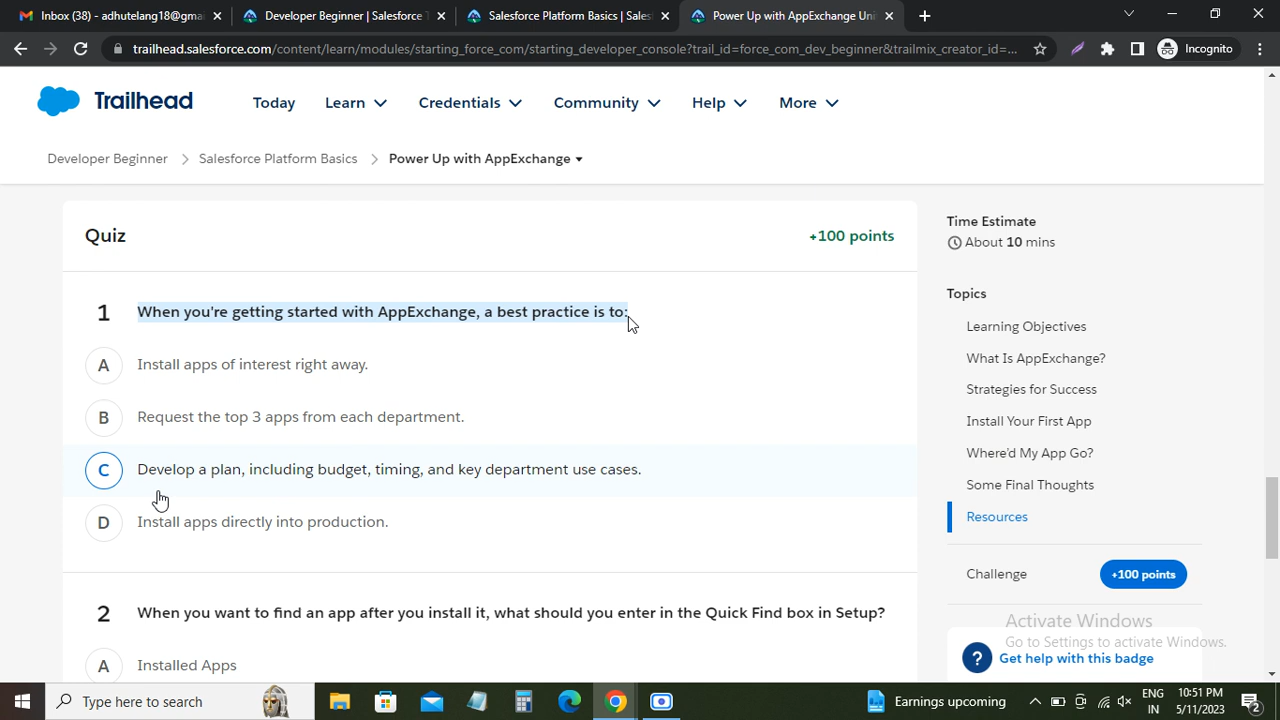 Inbox (38) - adhutelang18@gma
Developer Beginner | Salesforce T
Salesforce Platform Basics | Sales
Power Up with AppExchange Uni
trailhead.salesforce.com/content/learn/modules/starting_force_com/starting_developer_console?trail_id=force_com_dev_beginner&trailmix_creator_id=...
Incognito
Trailhead
Today
Learn
Credentials
Community
Help
More
Developer Beginner
Salesforce Platform Basics
Power Up with AppExchange
Quiz
+100 points
1
When you're getting started with AppExchange, a best practice is to:
A
Install apps of interest right away.
B
Request the top 3 apps from each department.
C
Develop a plan, including budget, timing, and key department use cases.
D
Install apps directly into production.
2
When you want to find an app after you install it, what should you enter in the Quick Find box in Setup?
A
Installed Apps
Time Estimate
About 10 mins
Topics
Learning Objectives
What Is AppExchange?
Strategies for Success
Install Your First App
Where'd My App Go?
Some Final Thoughts
Resources
Challenge
+100 points
Activate Windows
Go to Settings to activate Windows.
? Get help with this badge
Type here to search
Earnings upcoming
ENG
IN
10:51 PM
5/11/2023
2